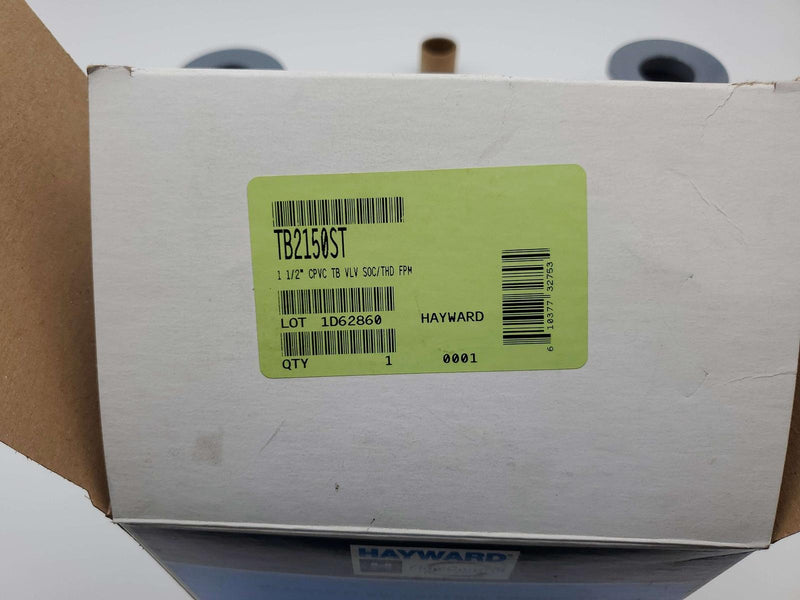 TB2150ST
1 1/2" CPVC TB VLV SOC/THD FPM
LOT 1D62860 HAYWARD
QTY 1 0001
6 10377 32753
HAYWARD®